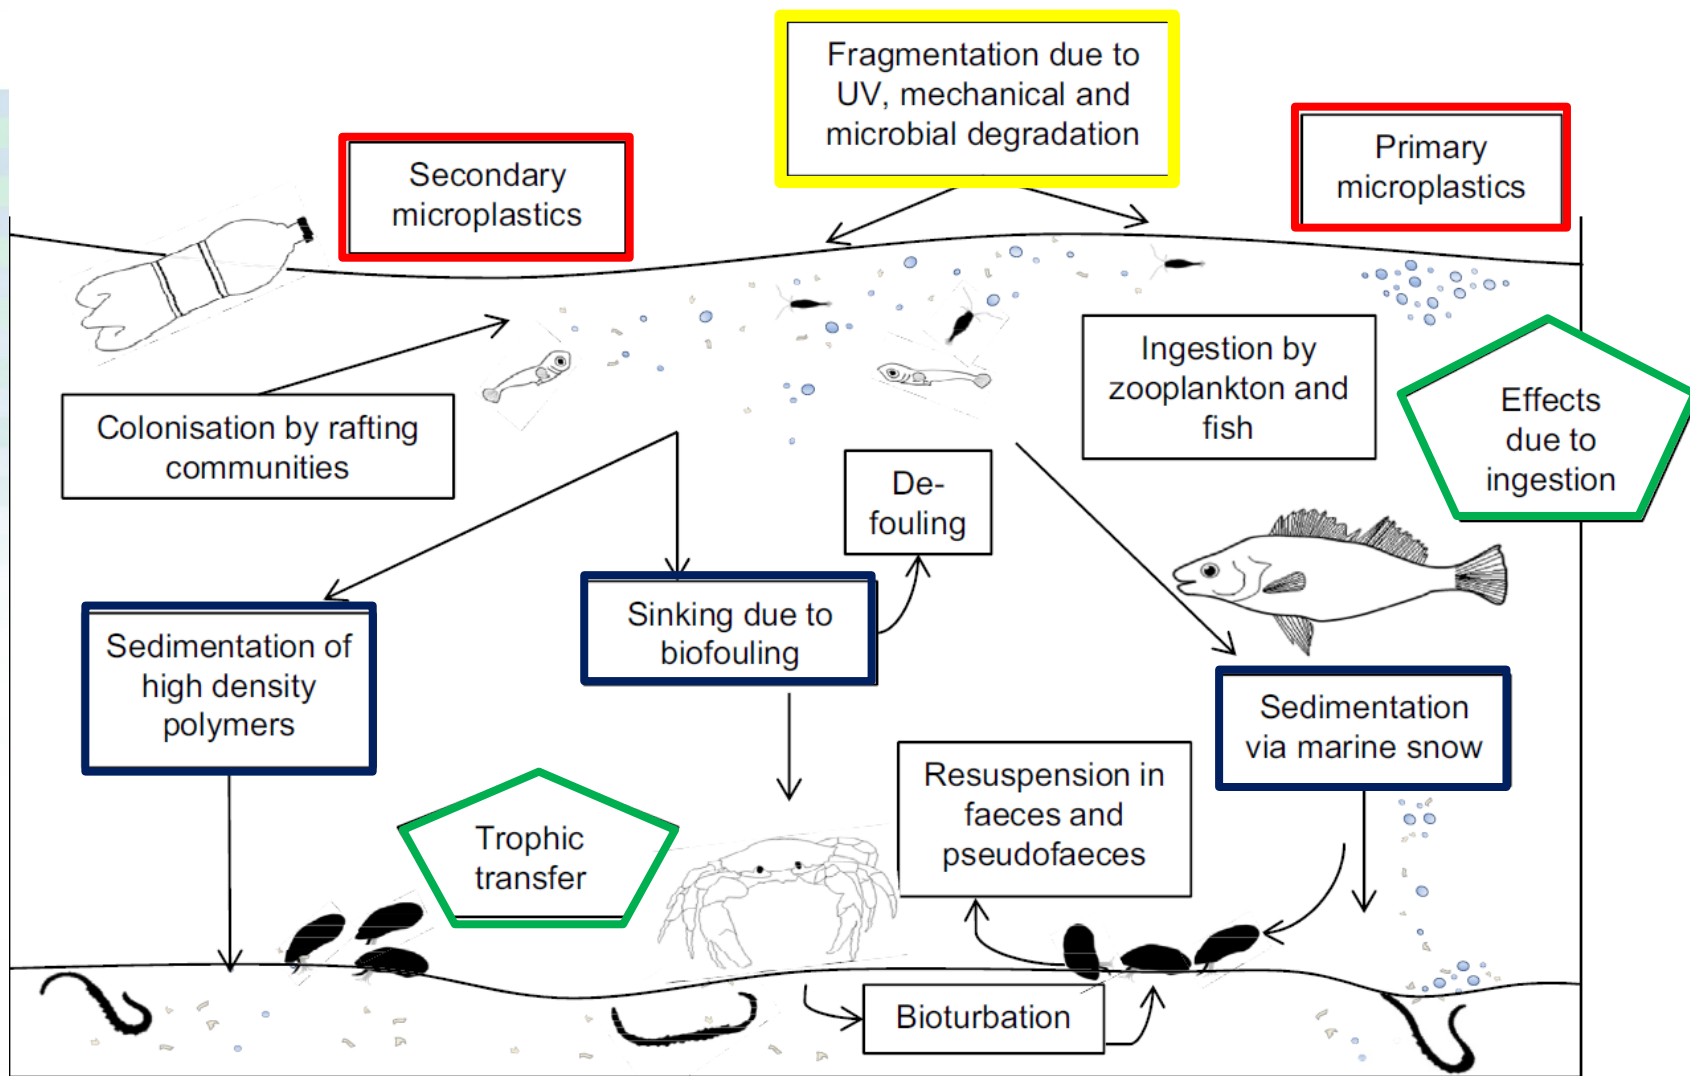 Fragmentation due to
UV, mechanical and
microbial degradation
Secondary
microplastics
Primary
microplastics
Ingestion by
zooplankton and
fish
Effects
due to
ingestion
Colonisation by rafting
communities
De-
fouling
Sinking due to
biofouling
Sedimentation of
high density
polymers
Sedimentation
via marine snow
Resuspension in
faeces and
pseudofaeces
Trophic
transfer
Bioturbation